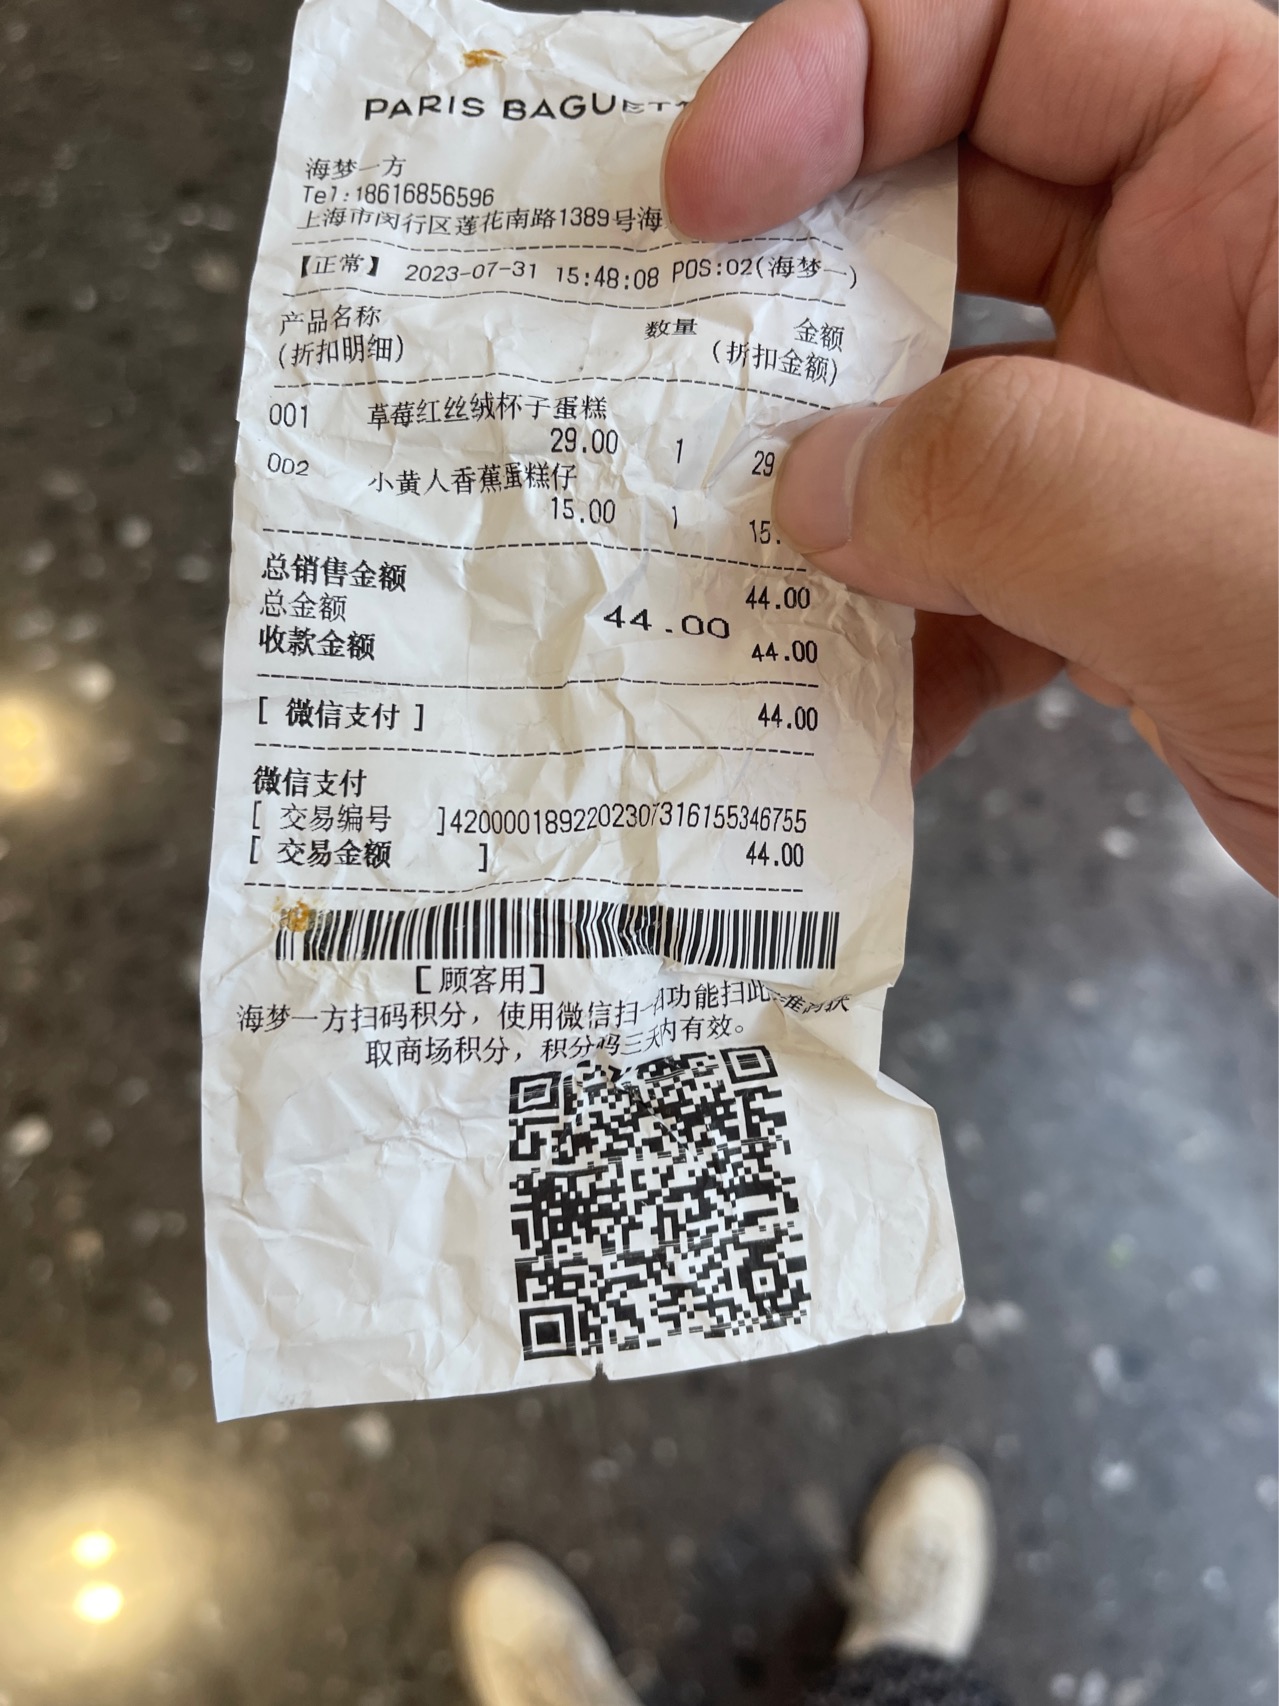 PARIS BAGUET
海梦一方
Tel:18616856596
上海市闵行区莲花南路1389号海
【正常】 2023-07-31 15:48:08 POS:02(海梦一)
产品名称 数量 金额
(折扣明细) (折扣金额)
001 草莓红丝绒杯子蛋糕
29.00 1 29
002 小黄人香蕉蛋糕仔
15.00 1 15.
总销售金额 44.00
总金额 44.00
收款金额 44.00
[ 微信支付 ] 44.00
微信支付
[ 交易编号 ]4200001892202307316155346755
[ 交易金额 ] 44.00
[顾客用]
海梦一方扫码积分，使用微信扫一扫功能扫此
取商场积分，积分码三天内有效。